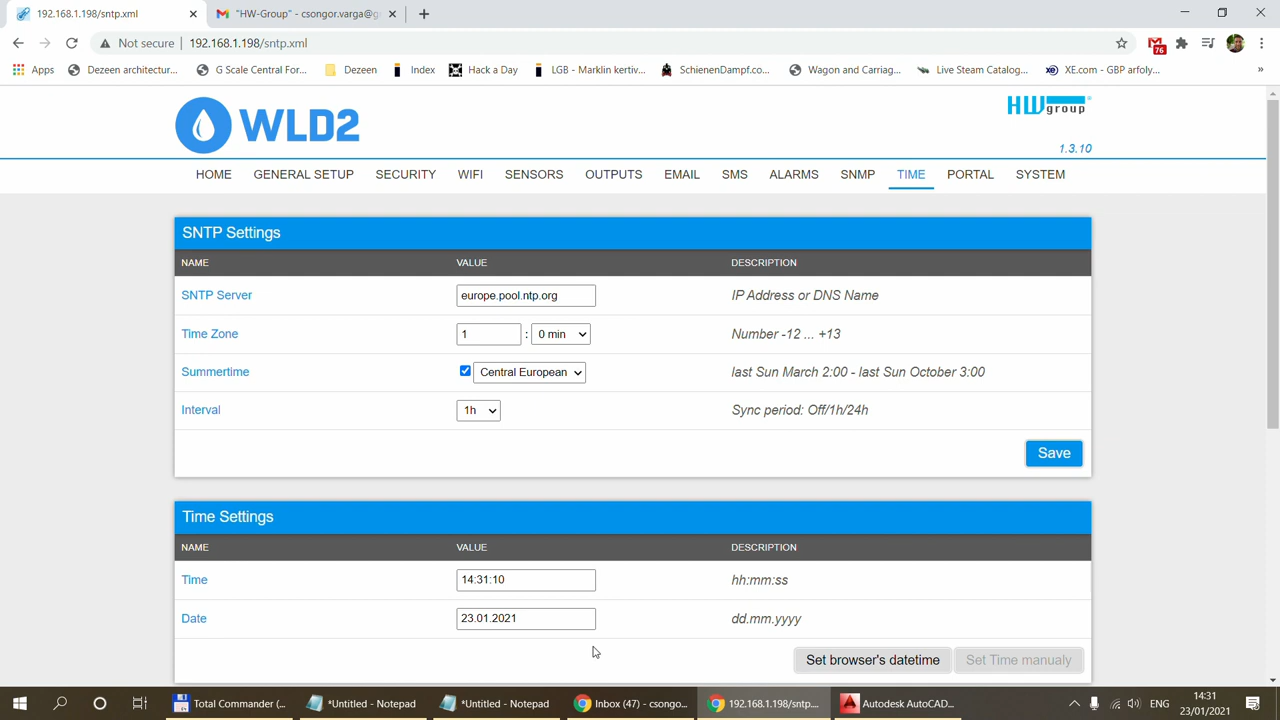 192.168.1.198/sntp.xml
"HW-Group" - csongor.varga@g
Not secure
192.168.1.198/sntp.xml
76
Apps
Dezeen architectur...
G Scale Central For...
Dezeen
Index
Hack a Day
LGB - Marklin kertiv...
SchienenDampf.co...
Wagon and Carriag...
Live Steam Catalog...
XE.com - GBP arfoly...
»
WLD2
HW group
1.3.10
HOME
GENERAL SETUP
SECURITY
WIFI
SENSORS
OUTPUTS
EMAIL
SMS
ALARMS
SNMP
TIME
PORTAL
SYSTEM
SNTP Settings
NAME
VALUE
DESCRIPTION
SNTP Server
europe.pool.ntp.org
IP Address or DNS Name
Time Zone
1
:
0 min
Number -12 ... +13
Summertime
Central European
last Sun March 2:00 - last Sun October 3:00
Interval
1h
Sync period: Off/1h/24h
Save
Time Settings
NAME
VALUE
DESCRIPTION
Time
14:31:10
hh:mm:ss
Date
23.01.2021
dd.mm.yyyy
Set browser's datetime
Set Time manualy
Total Commander (...
*Untitled - Notepad
*Untitled - Notepad
Inbox (47) - csongo...
192.168.1.198/sntp....
Autodesk AutoCAD...
ENG
14:31
23/01/2021